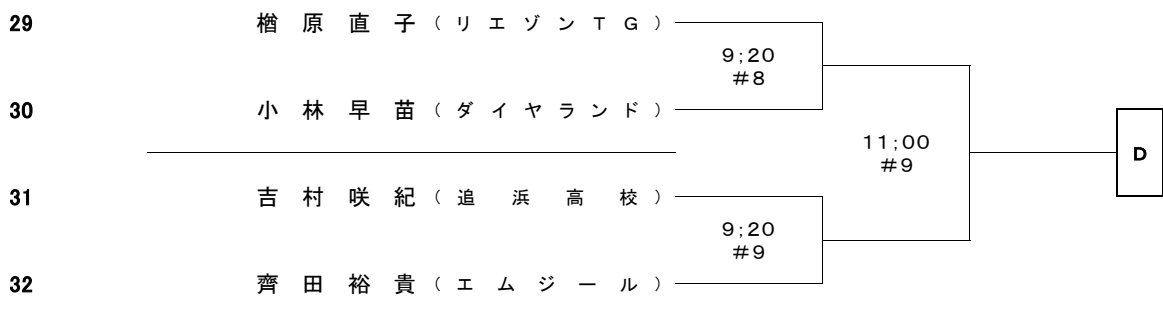 29 楢原直子（リエゾンTG）
9;20
#8
30 小林早苗（ダイヤランド）
11;00
#9
D
31 吉村咲紀（追浜高校）
9;20
#9
32 齊田裕貴（エムジール）